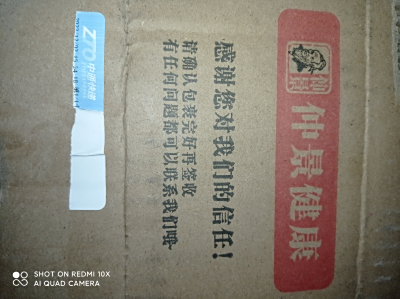 仲景
仲景健康
感谢您对我们的信任！
请确认包装完好再签收
有任何问题都可以联系我们哦~
ZTO 中通快递
SHOT ON REDMI 10X
AI QUAD CAMERA